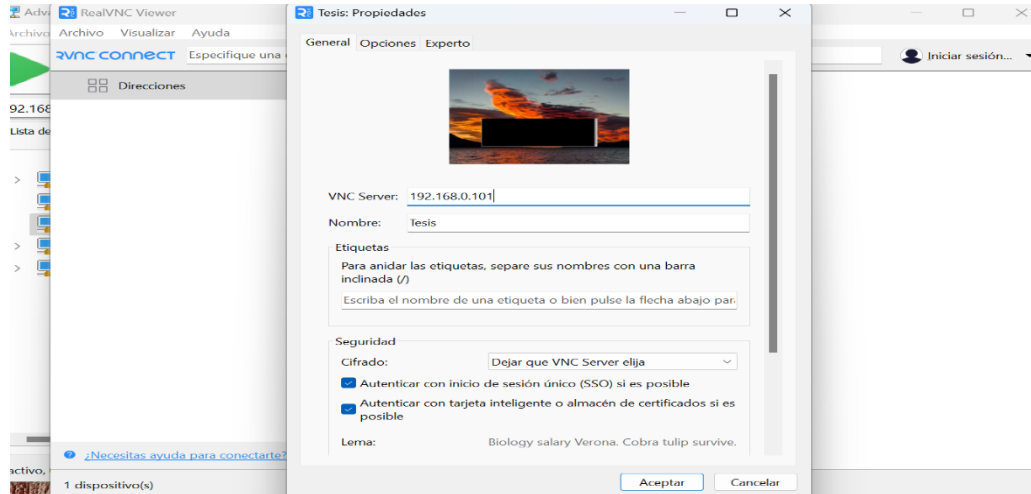 RealVNC Viewer
Archivo Visualizar Ayuda
RVNC CONNECT Especifique una
Direcciones
92.168
Lista de
¿Necesitas ayuda para conectarte?
1 dispositivo(s)
Tesis: Propiedades
General Opciones Experto
VNC Server: 192.168.0.101
Nombre: Tesis
Etiquetas
Para anidar las etiquetas, separe sus nombres con una barra
inclinada (/)
Escriba el nombre de una etiqueta o bien pulse la flecha abajo par
Seguridad
Cifrado: Dejar que VNC Server elija
Autenticar con inicio de sesión único (SSO) si es posible
Autenticar con tarjeta inteligente o almacén de certificados si es
posible
Lema: Biology salary Verona. Cobra tulip survive.
Aceptar Cancelar
Iniciar sesión...